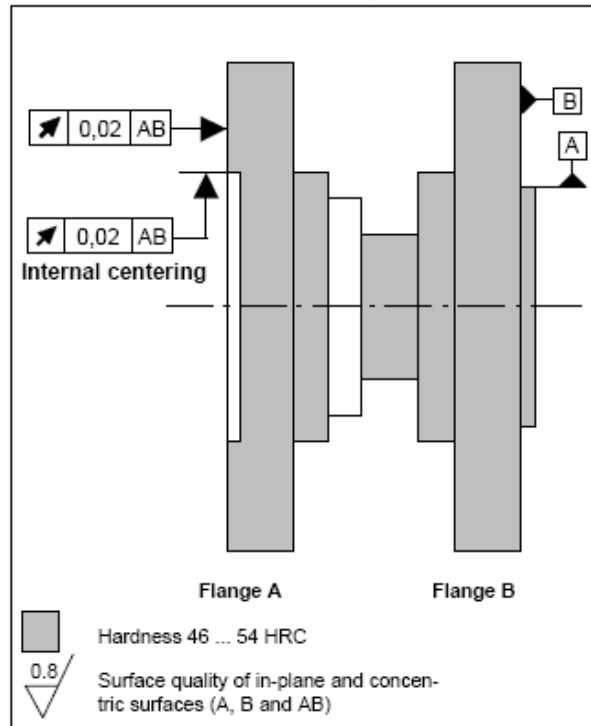 0,02 AB
B
A
0,02 AB
Internal centering
Flange A Flange B
Hardness 46 ... 54 HRC
0.8/
Surface quality of in-plane and concen-
tric surfaces (A, B and AB)